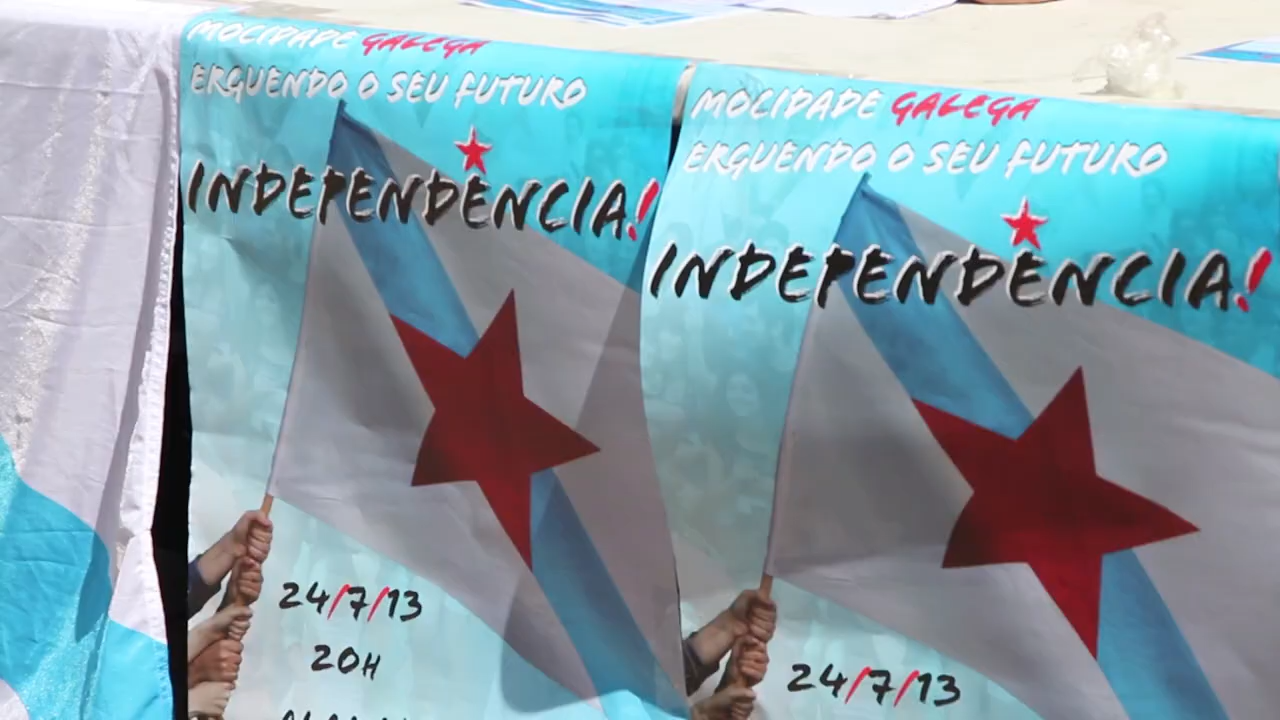 MOCIDADE GALEGA
ERGUENDO O SEU FUTURO
INDEPENDENCIA!
24/7/13
20H
MOCIDADE GALEGA
ERGUENDO O SEU FUTURO
INDEPENDENCIA!
24/7/13